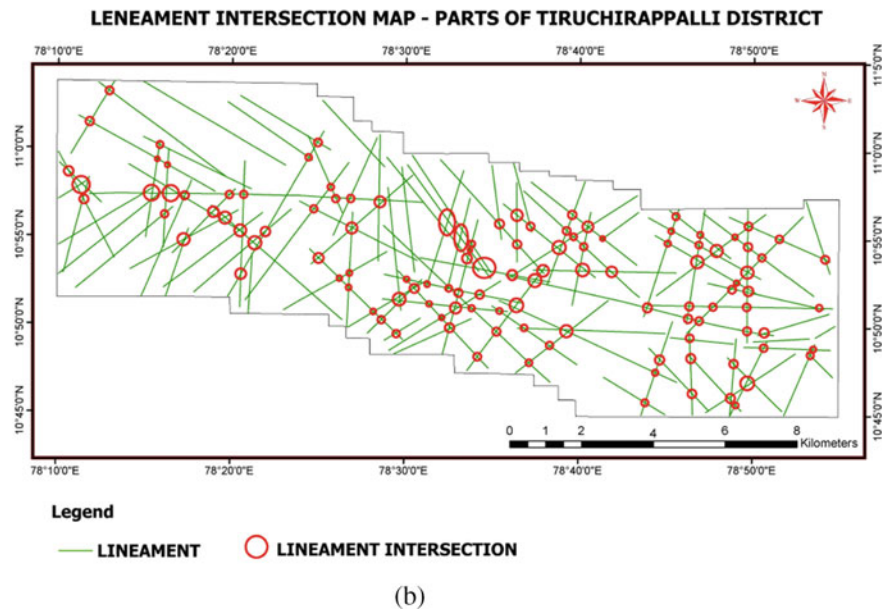 LENEAMENT INTERSECTION MAP - PARTS OF TIRUCHIRAPPALLI DISTRICT
78°10'0"E 78°20'0"E 78°30'0"E 78°40'0"E 78°50'0"E
11°5'0"N
11°0'0"N 11°0'0"N
10°55'0"N 10°55'0"N
10°50'0"N 10°50'0"N
10°45'0"N 10°45'0"N
0 1 2 4 6 8
Kilometers
78°10'0"E 78°20'0"E 78°30'0"E 78°40'0"E 78°50'0"E
Legend
LINEAMENT LINEAMENT INTERSECTION
(b)